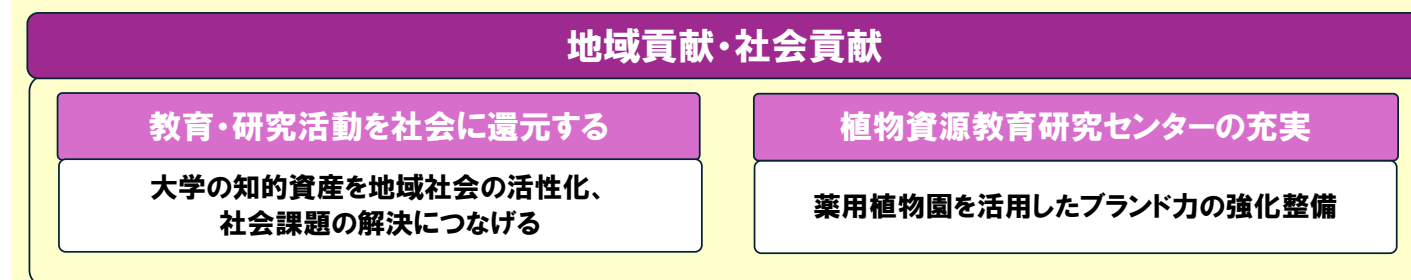 地域貢献・社会貢献
教育・研究活動を社会に還元する
大学の知的資産を地域社会の活性化、
社会課題の解決につなげる
植物資源教育研究センターの充実
薬用植物園を活用したブランド力の強化整備